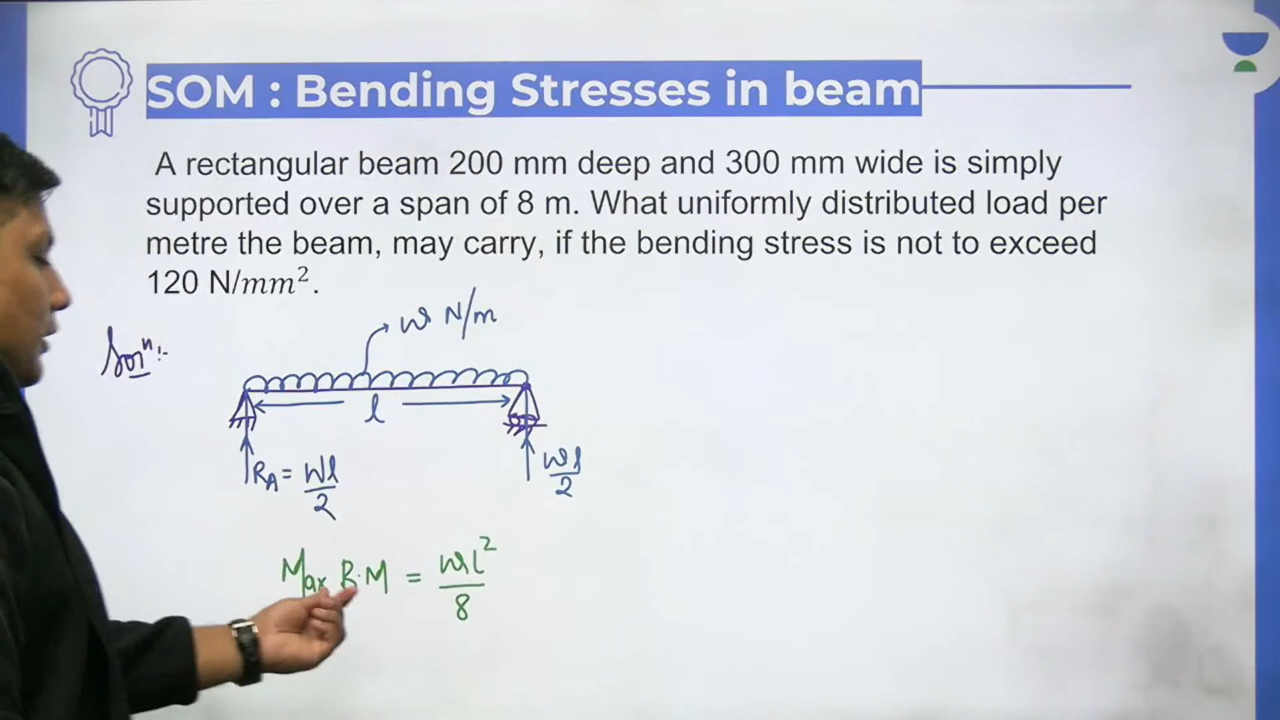 SOM : Bending Stresses in beam
A rectangular beam 200 mm deep and 300 mm wide is simply
supported over a span of 8 m. What uniformly distributed load per
metre the beam, may carry, if the bending stress is not to exceed
120 N/mm².
Solⁿ:-
w N/m
l
R_A = wl/2
wl/2
Max B.M = wl²/8